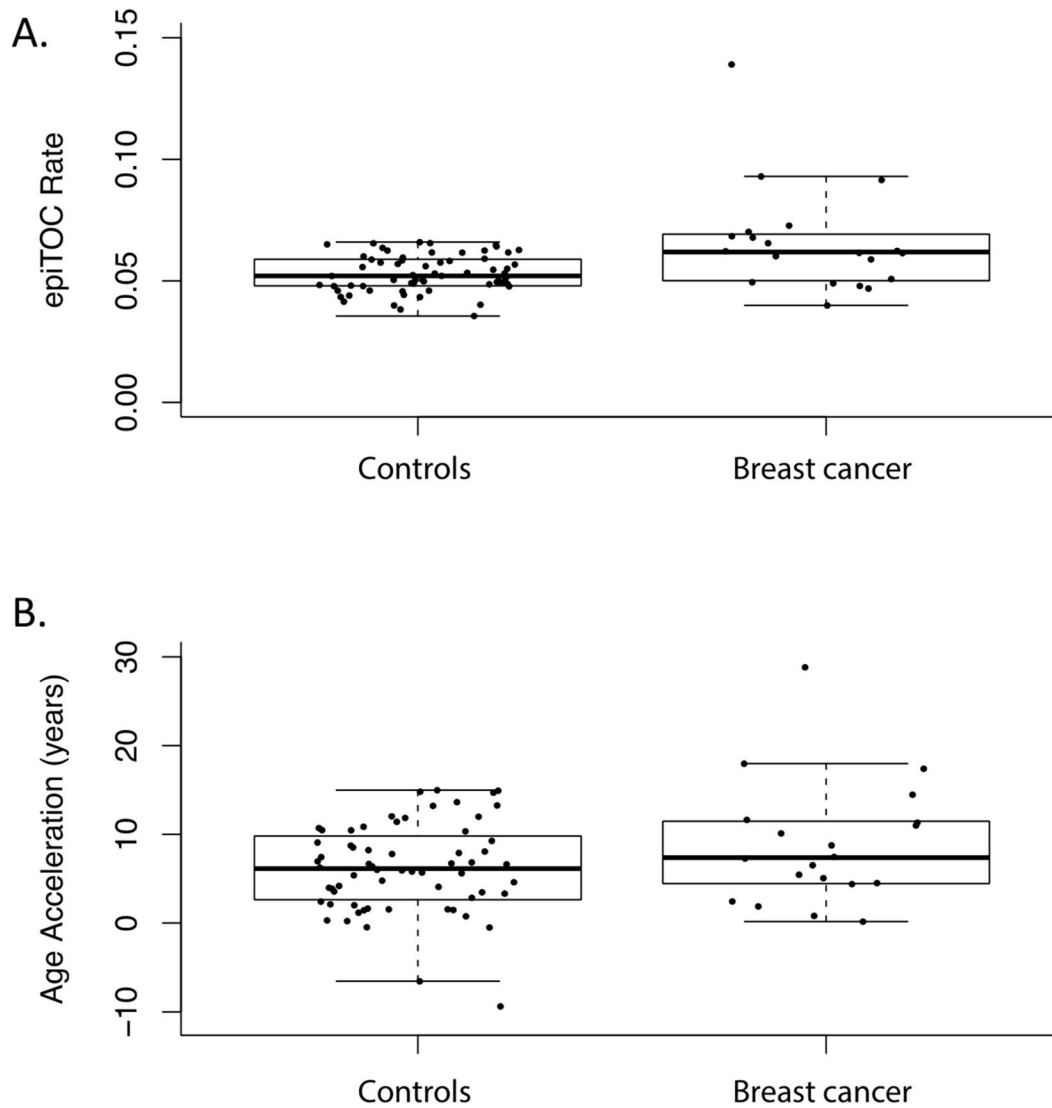 A.
epiTOC Rate
0.15
0.10
0.05
0.00
Controls
Breast cancer
B.
Age Acceleration (years)
30
20
10
0
−10
Controls
Breast cancer